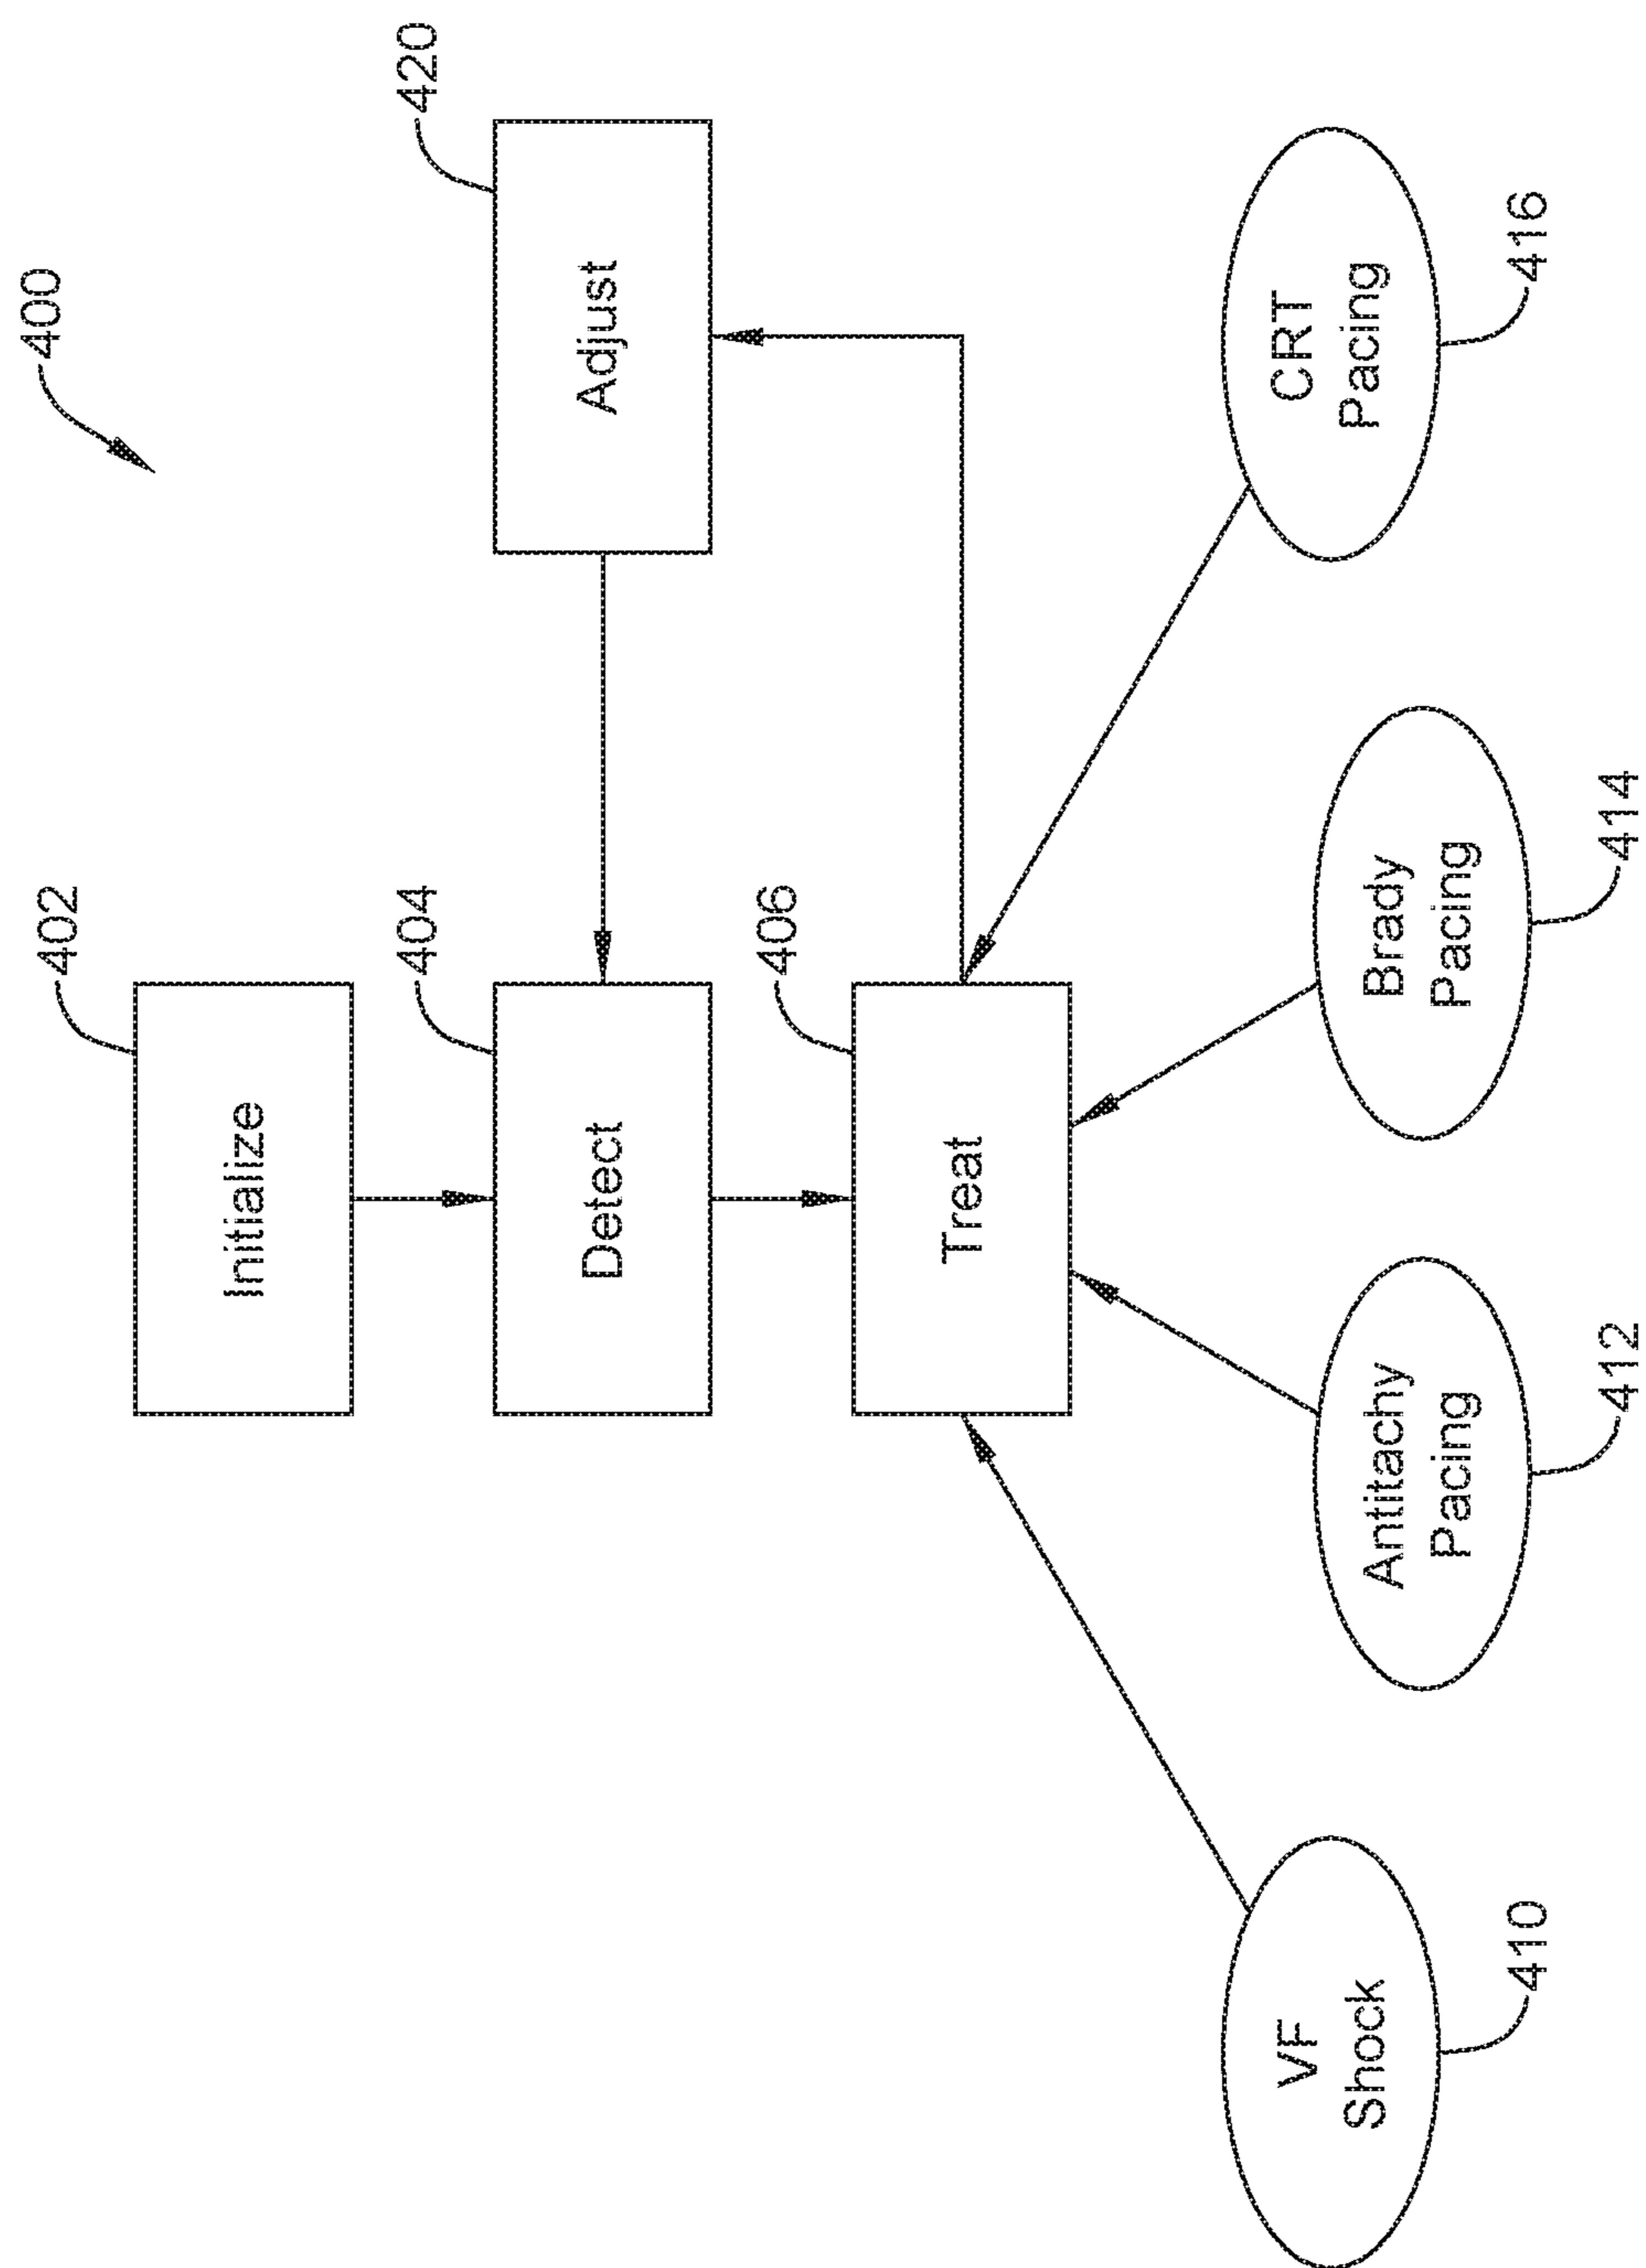 400
402
Initialize
404
Detect
420
Adjust
406
Treat
VF
Shock
410
Antitachy
Pacing
412
Brady
Pacing
414
CRT
Pacing
416